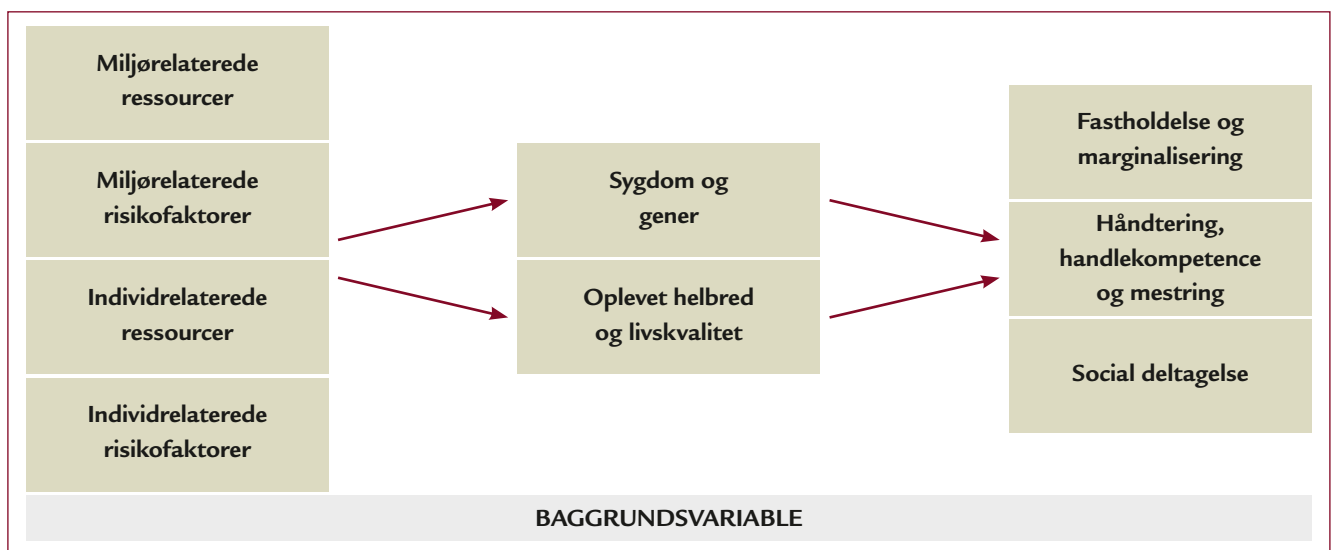 Miljørelaterede
ressourcer
Miljørelaterede
risikofaktorer
Individrelaterede
ressourcer
Individrelaterede
risikofaktorer
Sygdom og
gener
Oplevet helbred
og livskvalitet
Fastholdelse og
marginalisering
Håndtering,
handlekompetence
og mestring
Social deltagelse
BAGGRUNDSVARIABLE